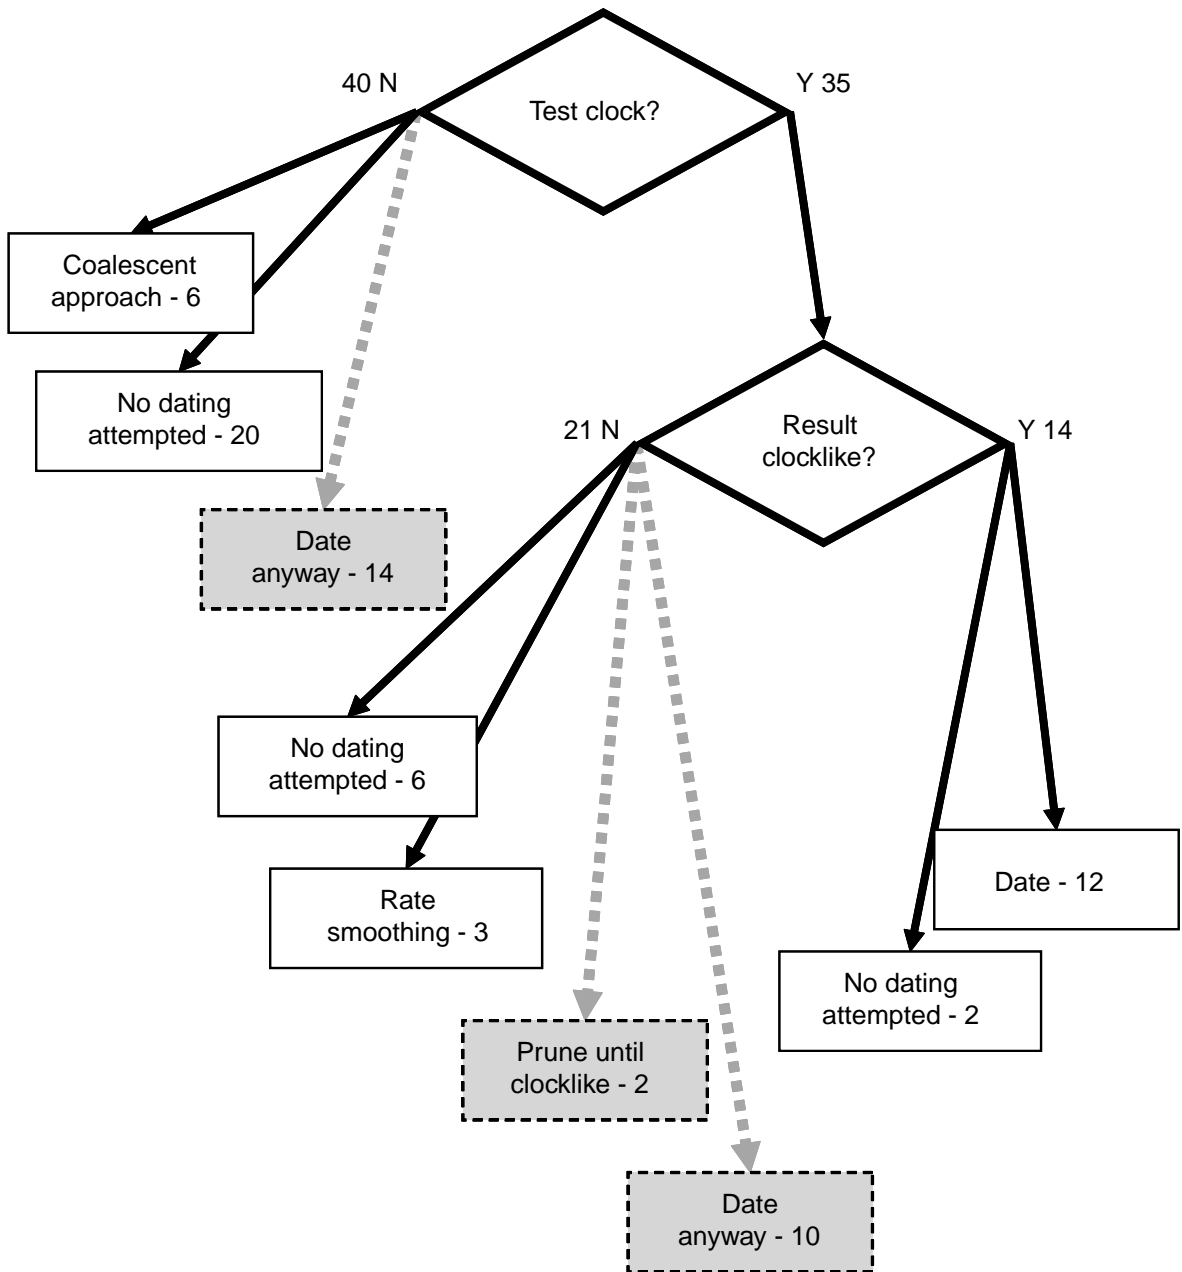 40 N
Test clock?
Y 35
Coalescent
approach - 6
No dating
attempted - 20
Date
anyway - 14
21 N
Result
clocklike?
Y 14
No dating
attempted - 6
Rate
smoothing - 3
Prune until
clocklike - 2
Date
anyway - 10
Date - 12
No dating
attempted - 2